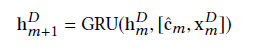 h^D_{m+1} = GRU(h^D_m, [ĉ_m, x^D_m])